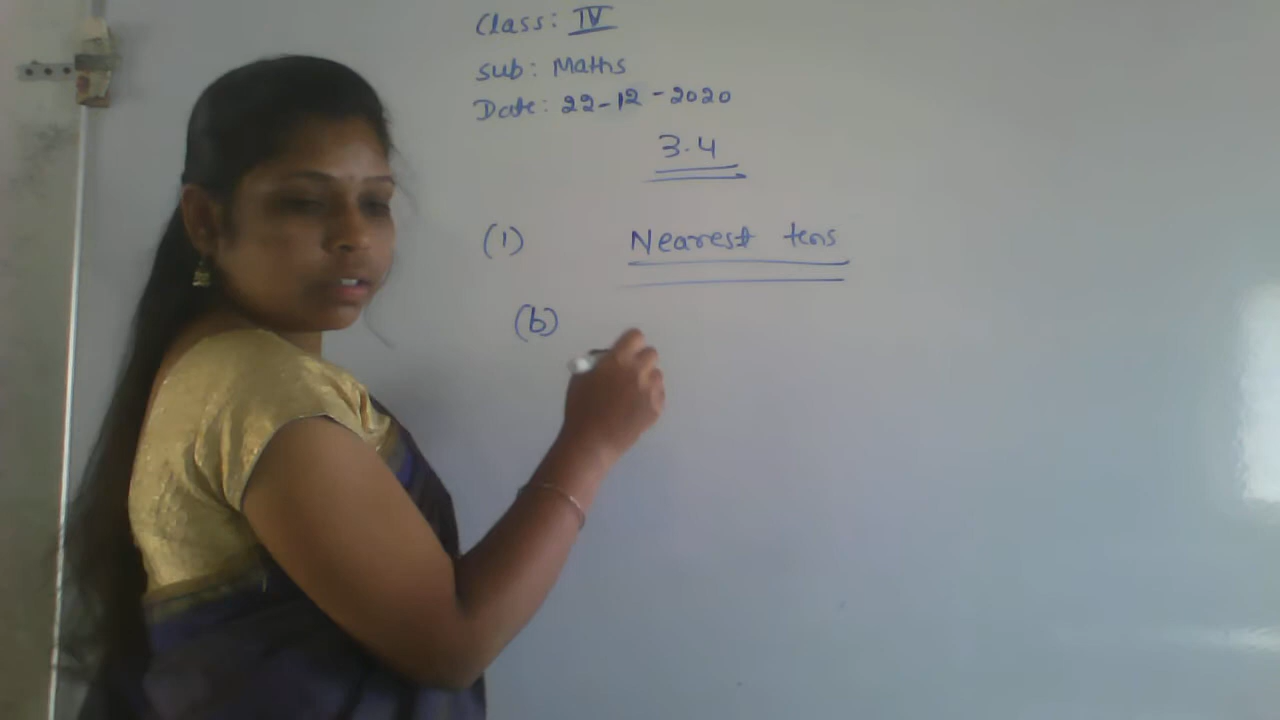 Class: IV
Sub: Maths
Date: 22-12-2020
3.4
(1) Nearest tens
(b)